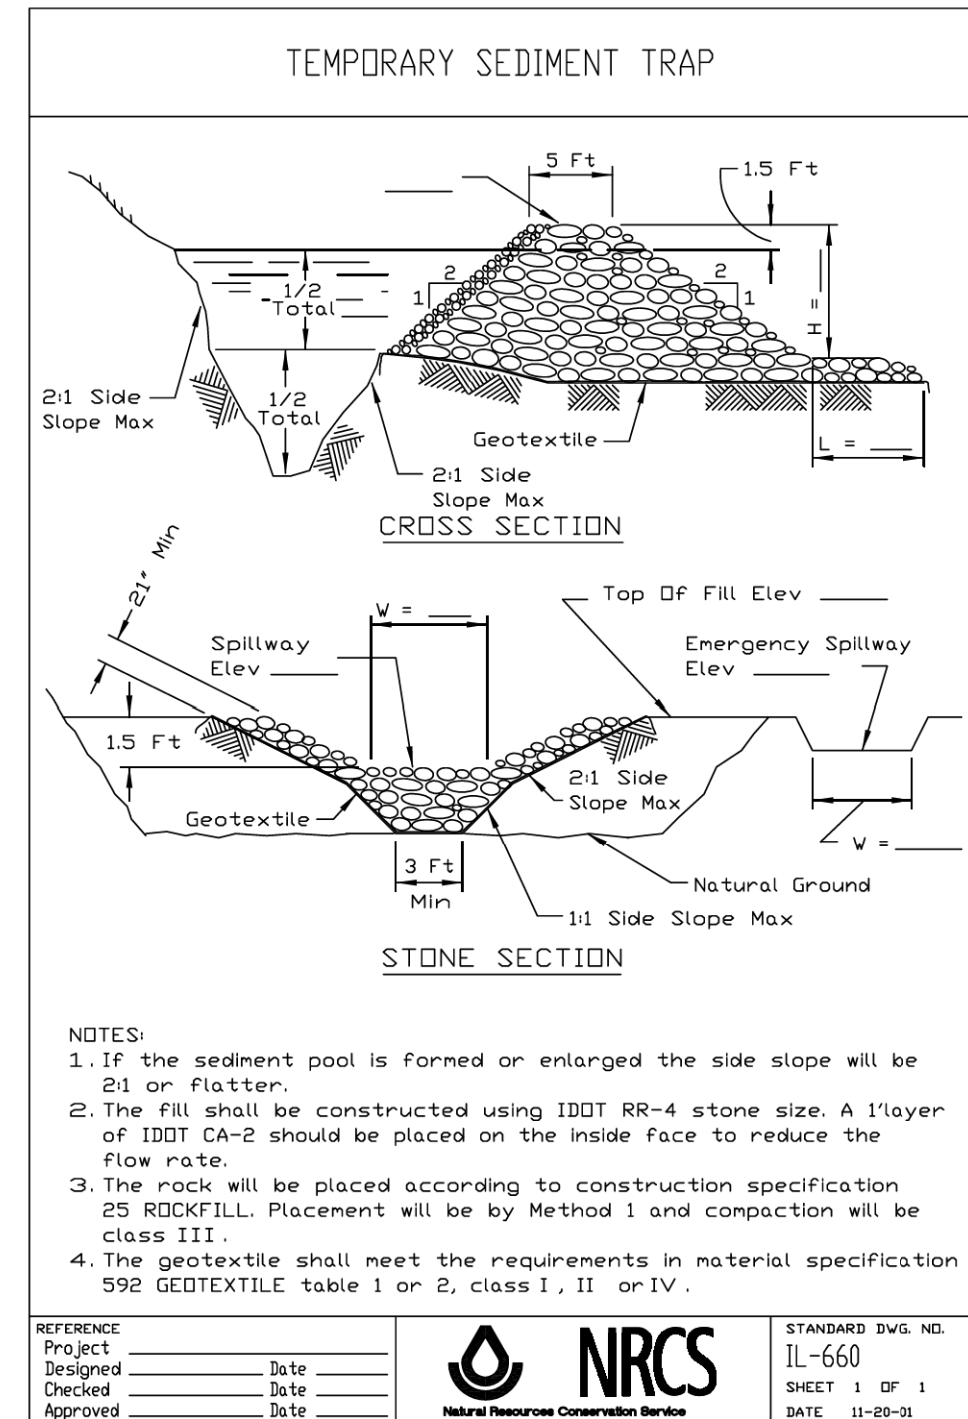 TEMPORARY SEDIMENT TRAP
5 Ft
1.5 Ft
2
1
2
1
1/2
Total
H =
2:1 Side
Slope Max
1/2
Total
Geotextile
L =
2:1 Side
Slope Max
CROSS SECTION
21" Min
W =
Top Of Fill Elev
Spillway
Elev
Emergency Spillway
Elev
1.5 Ft
2:1 Side
Slope Max
Geotextile
W =
3 Ft
Min
Natural Ground
1:1 Side Slope Max
STONE SECTION
NOTES:
1. If the sediment pool is formed or enlarged the side slope will be
2:1 or flatter.
2. The fill shall be constructed using IDOT RR-4 stone size. A 1'layer
of IDOT CA-2 should be placed on the inside face to reduce the
flow rate.
3. The rock will be placed according to construction specification
25 ROCKFILL. Placement will be by Method 1 and compaction will be
class III.
4. The geotextile shall meet the requirements in material specification
592 GEOTEXTILE table 1 or 2, class I, II or IV.
REFERENCE
Project
Designed Date
Checked Date
Approved Date
NRCS
Natural Resources Conservation Service
STANDARD DWG. NO.
IL-660
SHEET 1 OF 1
DATE 11-20-01